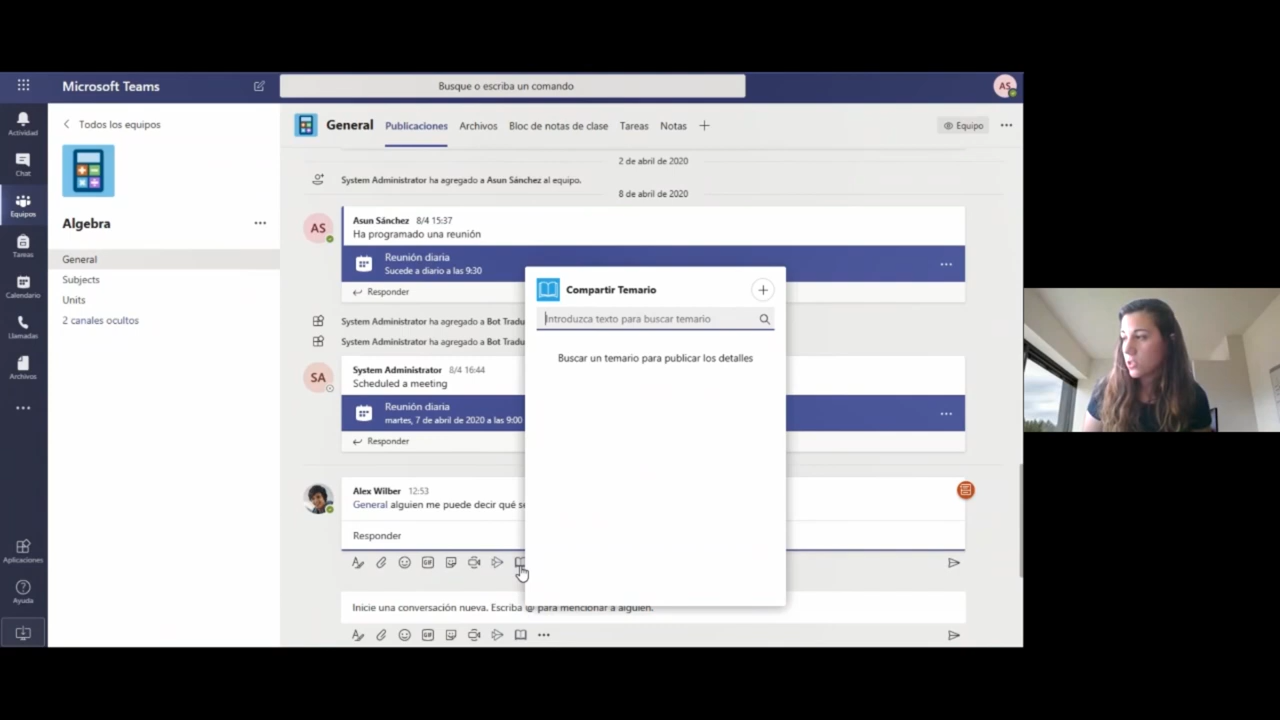 Microsoft Teams
Busque o escriba un comando
AS
Actividad
Chat
Equipos
Tareas
Calendario
Llamadas
Archivos
Aplicaciones
Ayuda
Todos los equipos
Algebra
General
Subjects
Units
2 canales ocultos
General
Publicaciones
Archivos
Bloc de notas de clase
Tareas
Notas
Equipo
2 de abril de 2020
System Administrator ha agregado a Asun Sánchez al equipo.
8 de abril de 2020
AS
Asun Sánchez 8/4 15:37
Ha programado una reunión
Reunión diaria
Sucede a diario a las 9:30
Responder
System Administrator ha agregado a Bot Tradu
System Administrator ha agregado a Bot Tradu
SA
System Administrator 8/4 16:44
Scheduled a meeting
Reunión diaria
martes, 7 de abril de 2020 a las 9:00
Responder
Alex Wilber 12:53
General alguien me puede decir qué se
Responder
GIF
Inicie una conversación nueva. Escriba @ para mencionar a alguien.
GIF
Compartir Temario
Introduzca texto para buscar temario
Buscar un temario para publicar los detalles